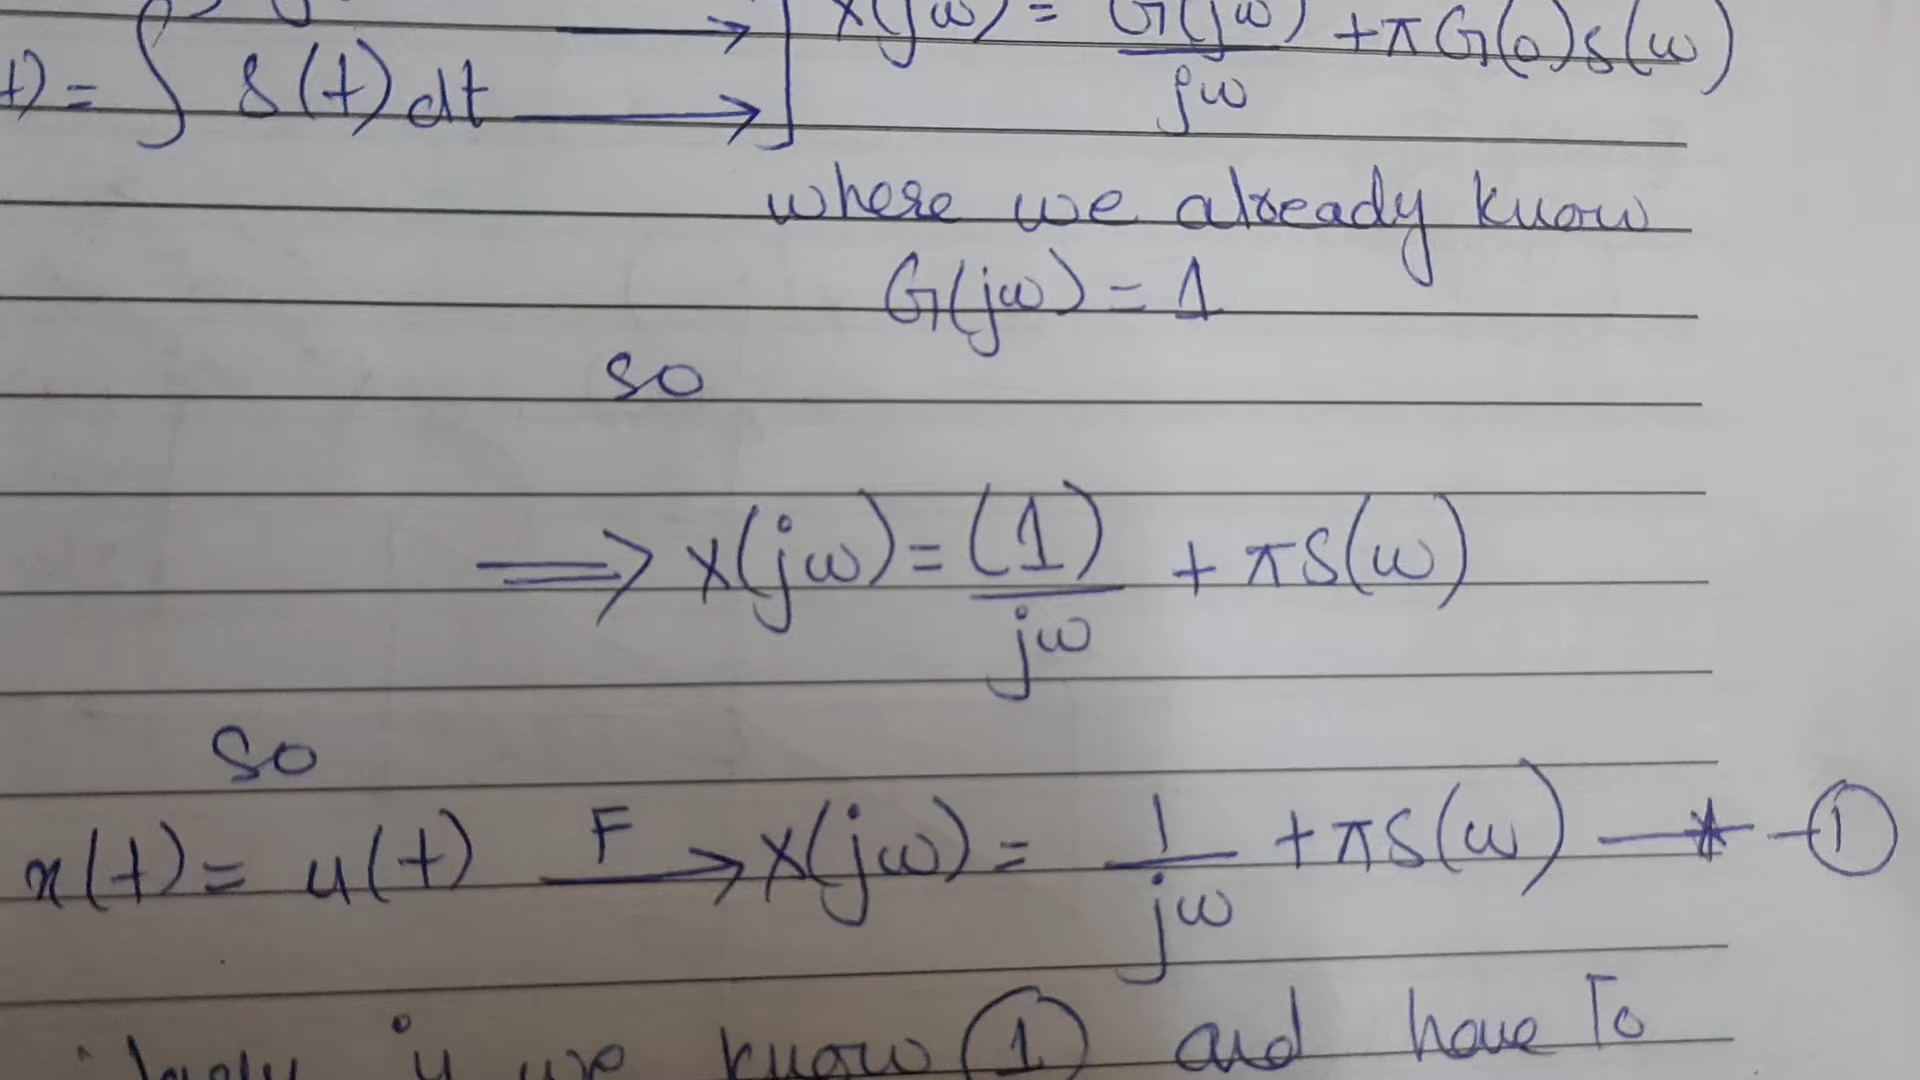 x(jω) = G(jω)/jω + πG(0)δ(ω)
t) = ∫ δ(t) dt
where we already know
G(jω) = 1
so
⟹ x(jω) = (1)/jω + πδ(ω)
So
x(t) = u(t) F→ X(jω) = 1/jω + πδ(ω) —*—①
we know ① and have To